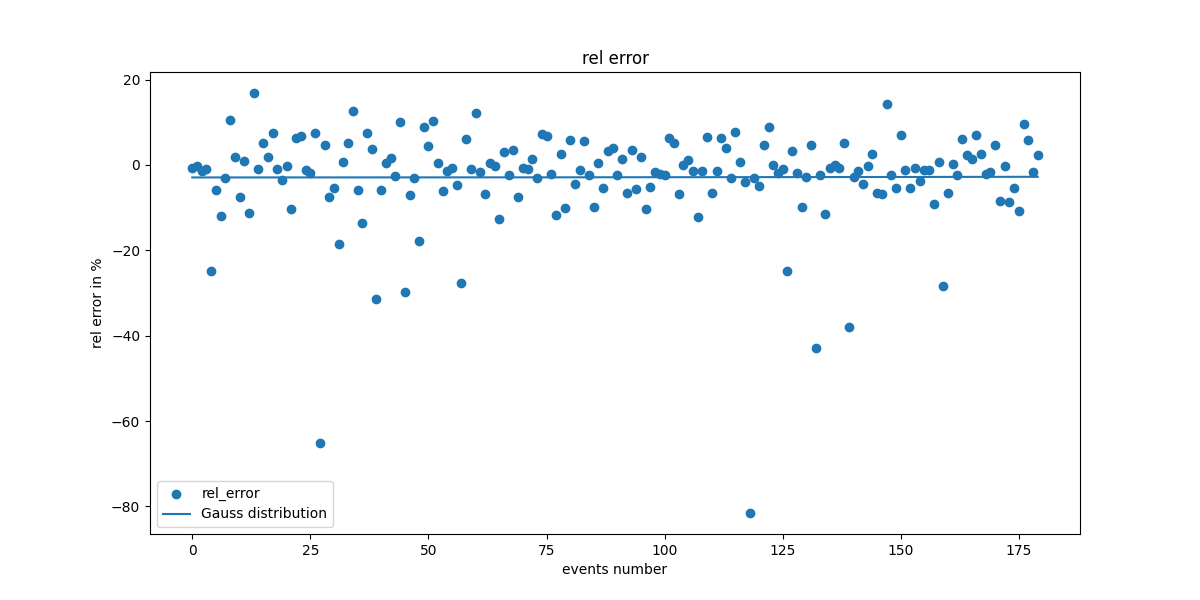 rel error
20
0
−20
−40
−60
−80
rel error in %
rel_error
Gauss distribution
0 25 50 75 100 125 150 175
events number